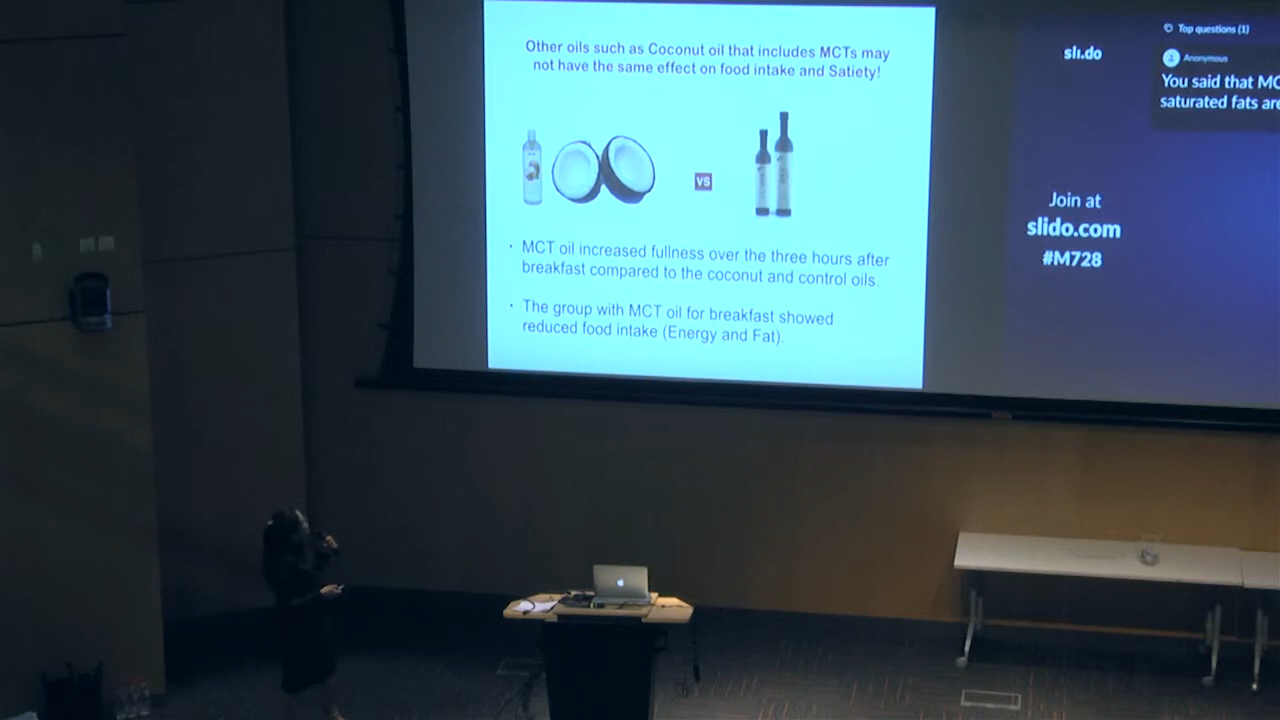 Other oils such as Coconut oil that includes MCTs may
not have the same effect on food intake and Satiety!
VS
• MCT oil increased fullness over the three hours after
breakfast compared to the coconut and control oils.
• The group with MCT oil for breakfast showed
reduced food intake (Energy and Fat).
sli.do
Join at
slido.com
#M728
Top questions (1)
Anonymous
You said that MC
saturated fats are